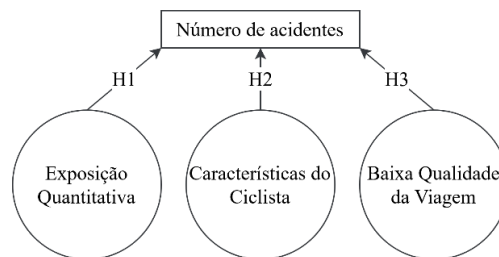 Número de acidentes
H1
H2
H3
Exposição
Quantitativa
Características do
Ciclista
Baixa Qualidade
da Viagem